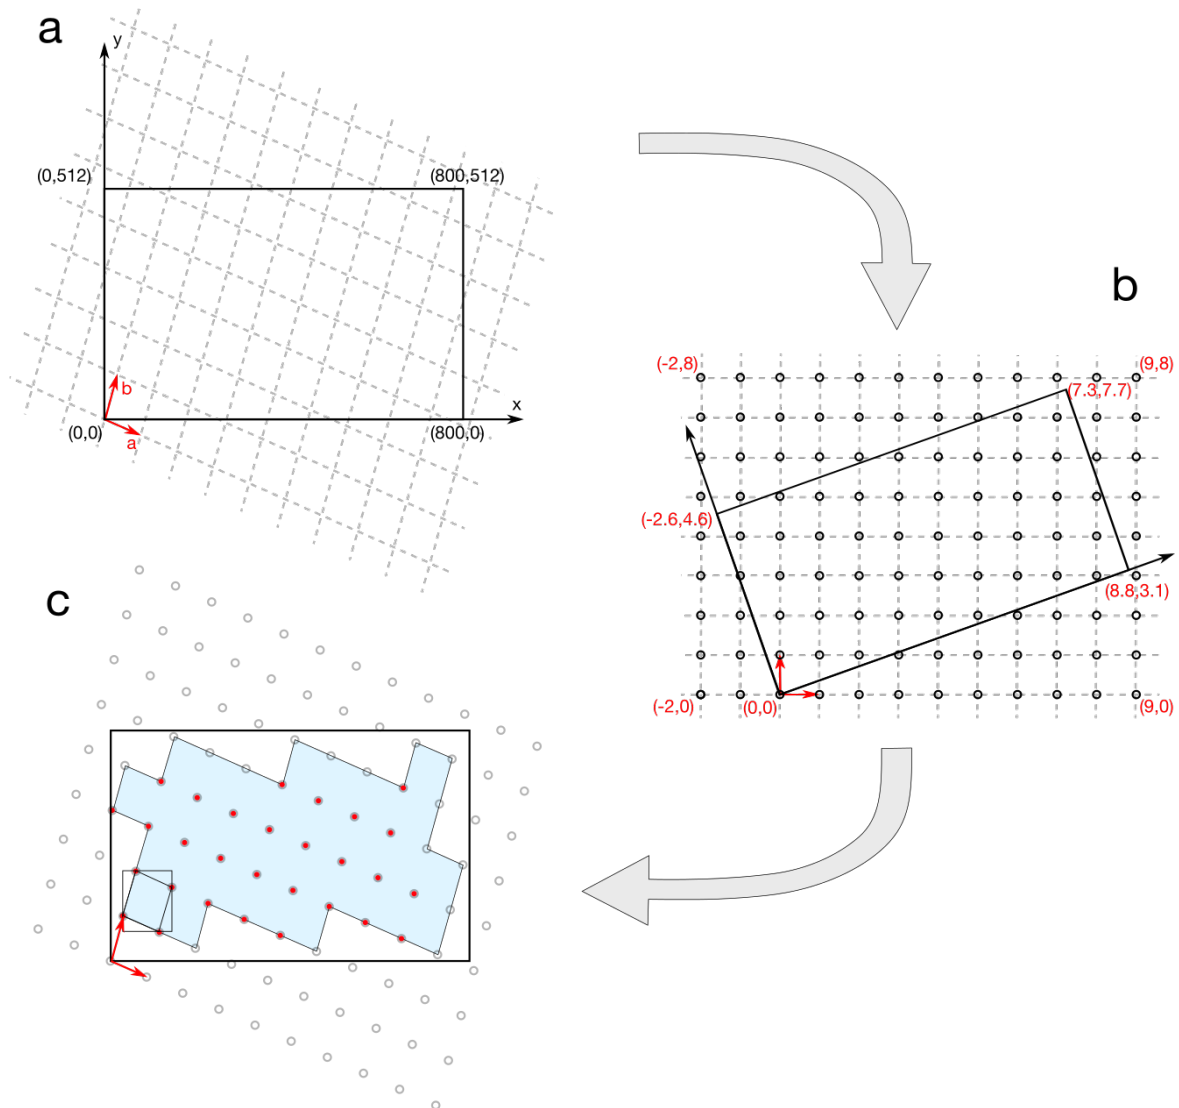 a
y
(0,512)
(800,512)
b
x
(0,0)
a
(800,0)
b
(-2,8)
(9,8)
(7.3,7.7)
(-2.6,4.6)
(8.8,3.1)
(-2,0)
(0,0)
(9,0)
c